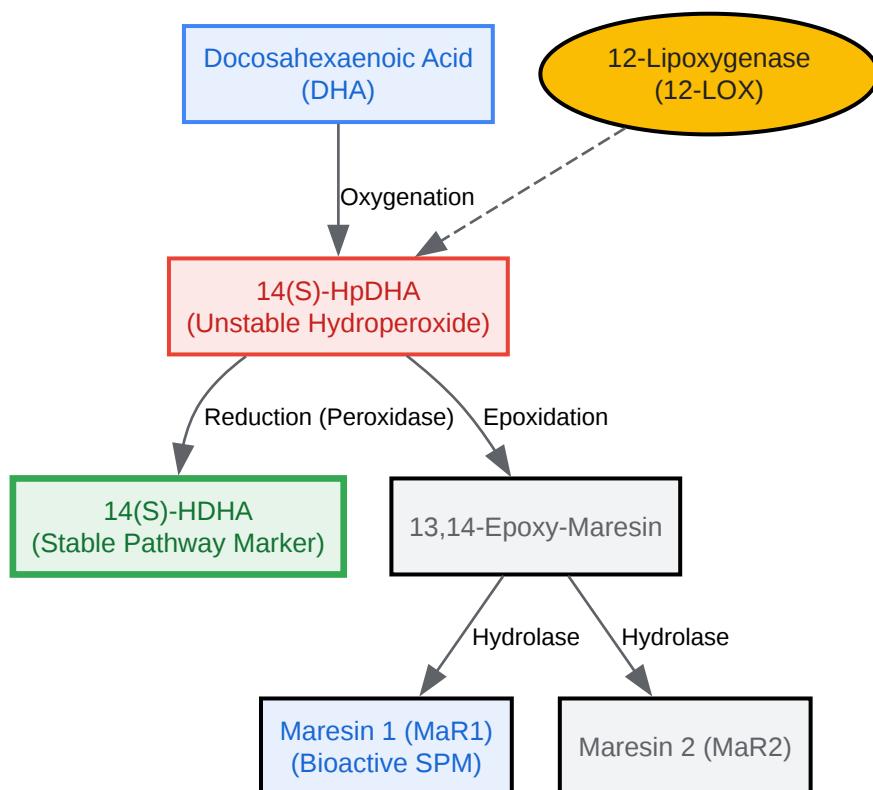 Docosahexaenoic Acid
(DHA)
12-Lipoxygenase
(12-LOX)
Oxygenation
14(S)-HpDHA
(Unstable Hydroperoxide)
Reduction (Peroxidase)
Epoxidation
14(S)-HDHA
(Stable Pathway Marker)
13,14-Epoxy-Maresin
Hydrolase
Hydrolase
Maresin 1 (MaR1)
(Bioactive SPM)
Maresin 2 (MaR2)